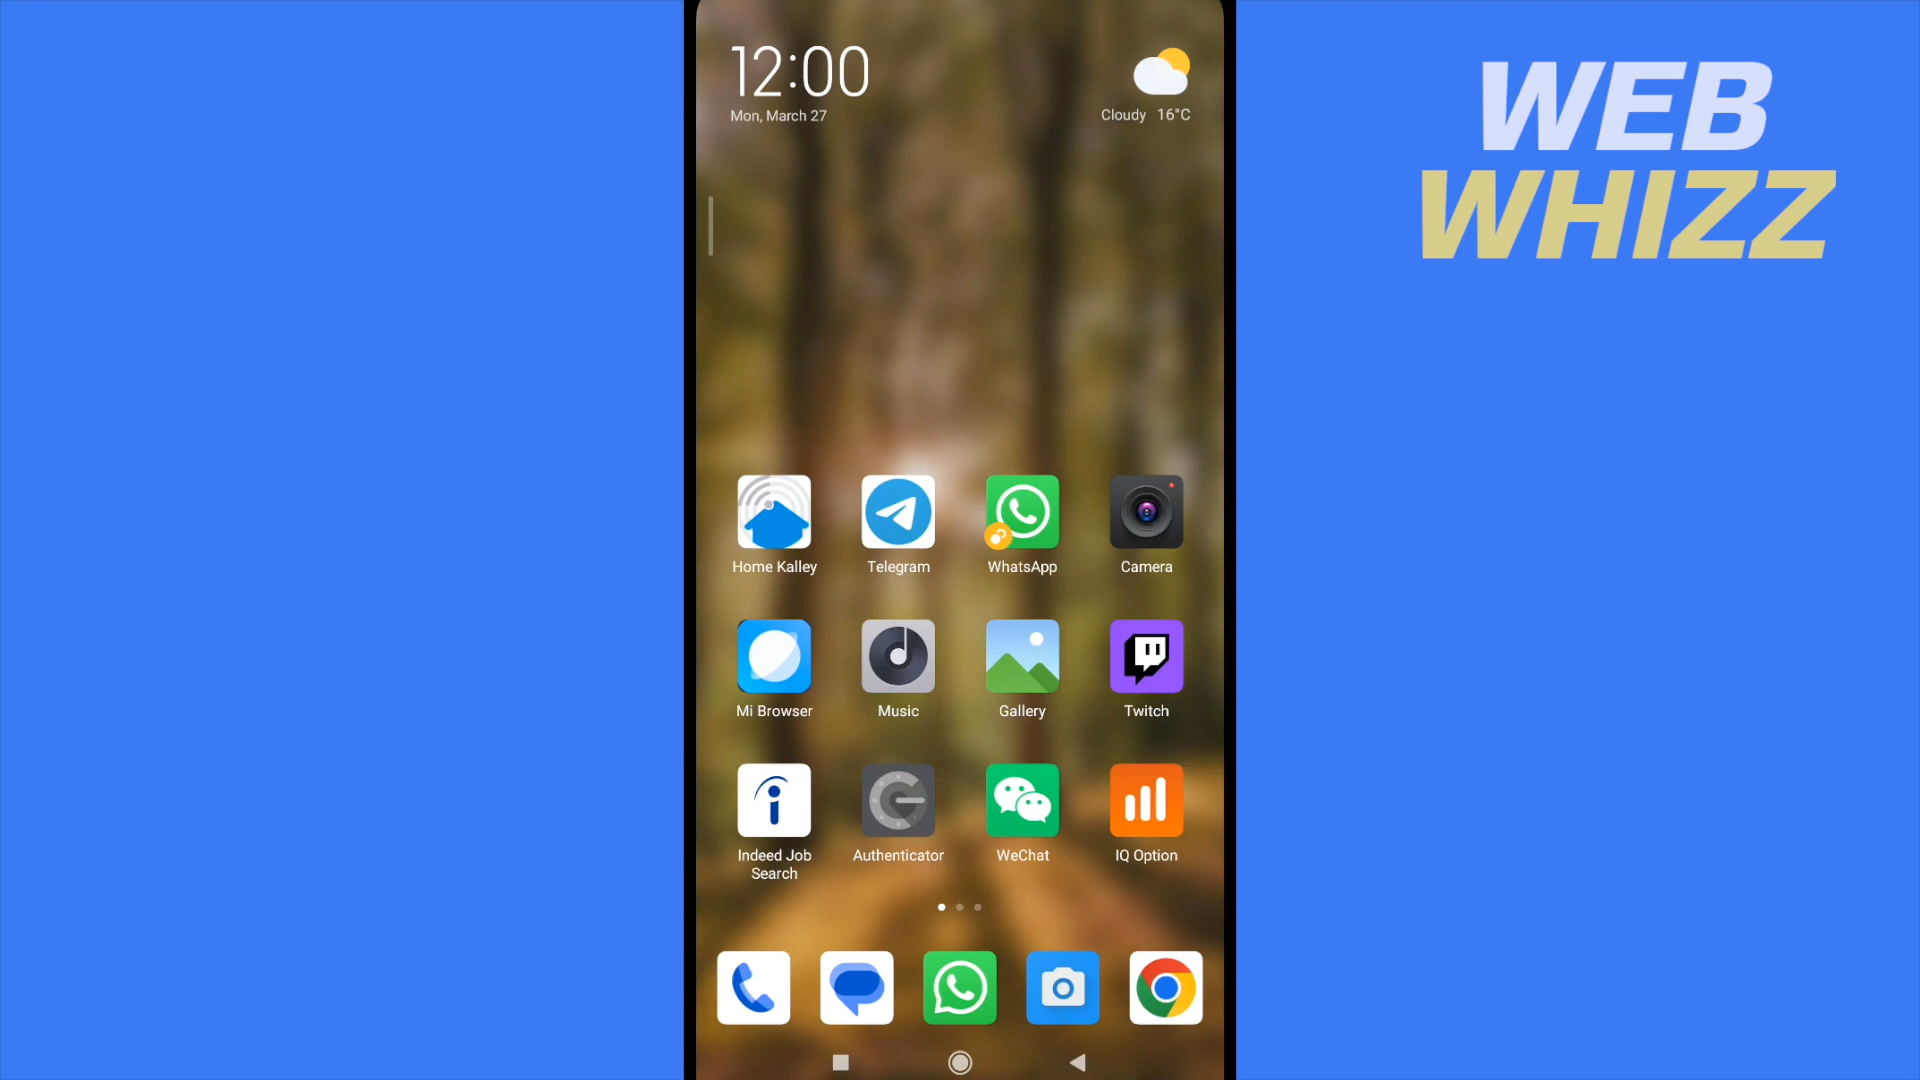 12:00
Mon, March 27
Cloudy 16°C
WEB
WHIZZ
Home Kalley
Telegram
WhatsApp
Camera
Mi Browser
Music
Gallery
Twitch
Indeed Job
Search
Authenticator
WeChat
IQ Option